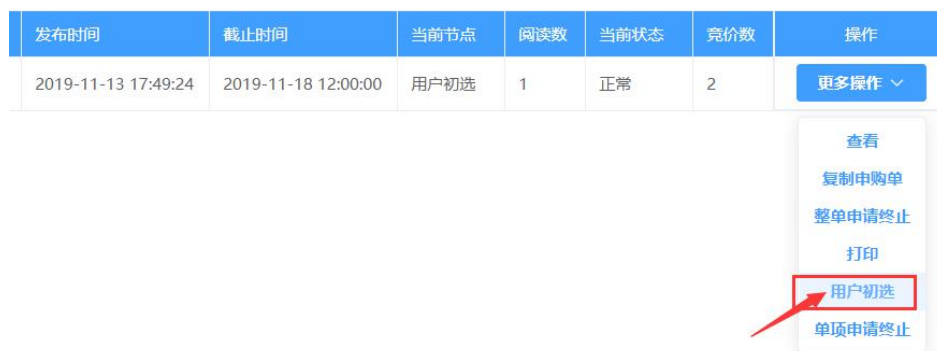 发布时间 截止时间 当前节点 阅读数 当前状态 竞价数 操作
2019-11-13 17:49:24 2019-11-18 12:00:00 用户初选 1 正常 2 更多操作
查看
复制申购单
整单申请终止
打印
用户初选
单项申请终止